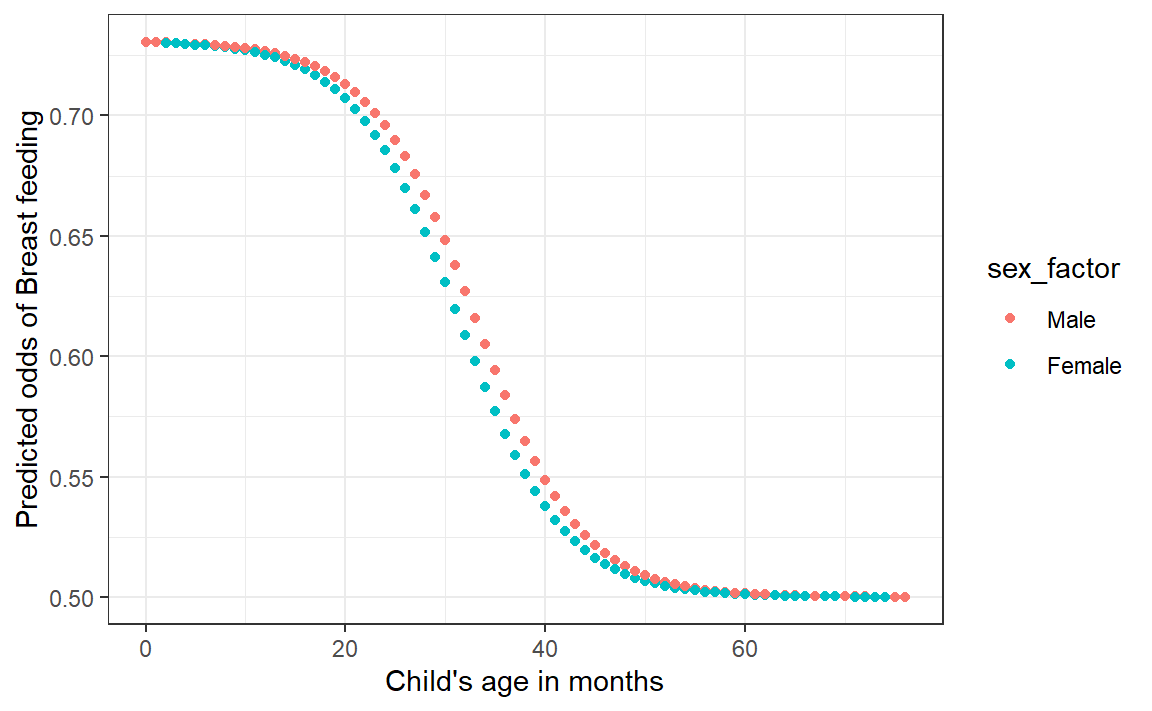 Predicted odds of Breast feeding
0.70
0.65
0.60
0.55
0.50
0
20
40
60
Child's age in months
sex_factor
Male
Female